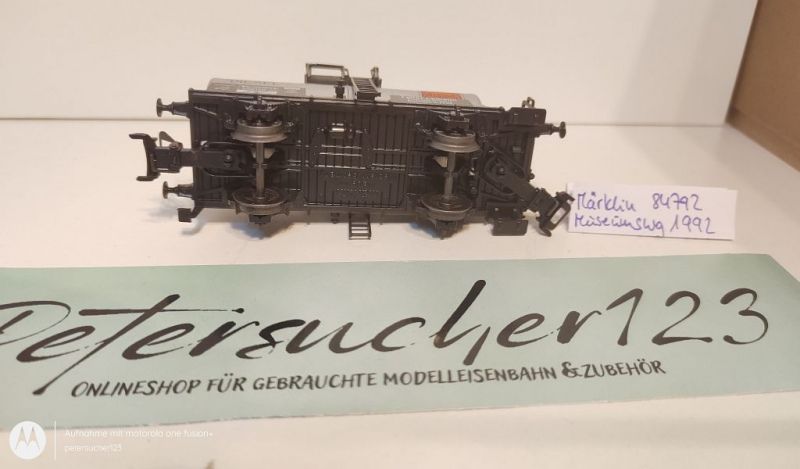 Märklin 84792
Museumswg 1992
Petersucher123
ONLINESHOP FÜR GEBRAUCHTE MODELLEISENBAHN & ZUBEHÖR
Aufnahme mit motorola one fusion+
petersucher123